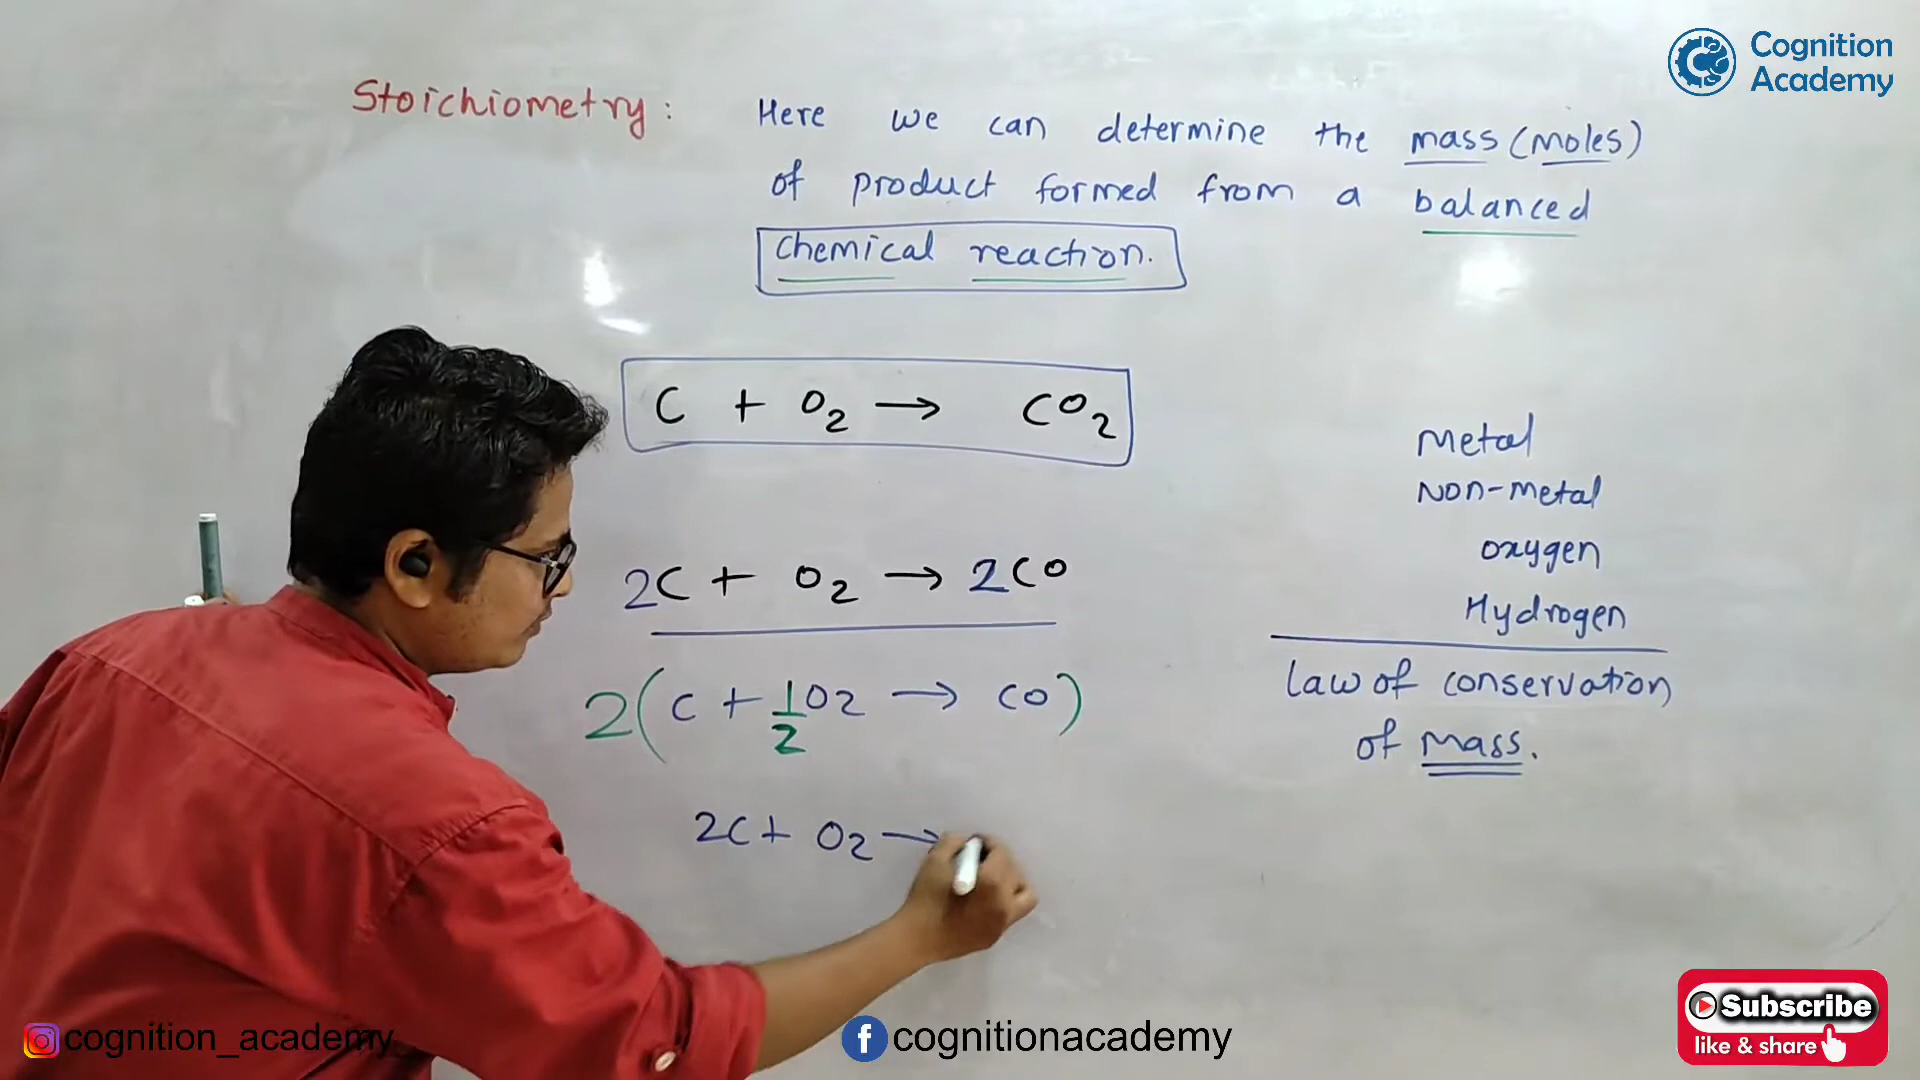 Cognition
Academy
Stoichiometry: Here we can determine the mass (moles)
of product formed from a balanced
chemical reaction.
C + O2 → CO2
Metal
Non-metal
oxygen
Hydrogen
2C + O2 → 2CO
law of conservation
of mass.
2(C + 1/2 O2 → CO)
2C + O2 →
Subscribe
like & share
cognition_academy
cognitionacademy